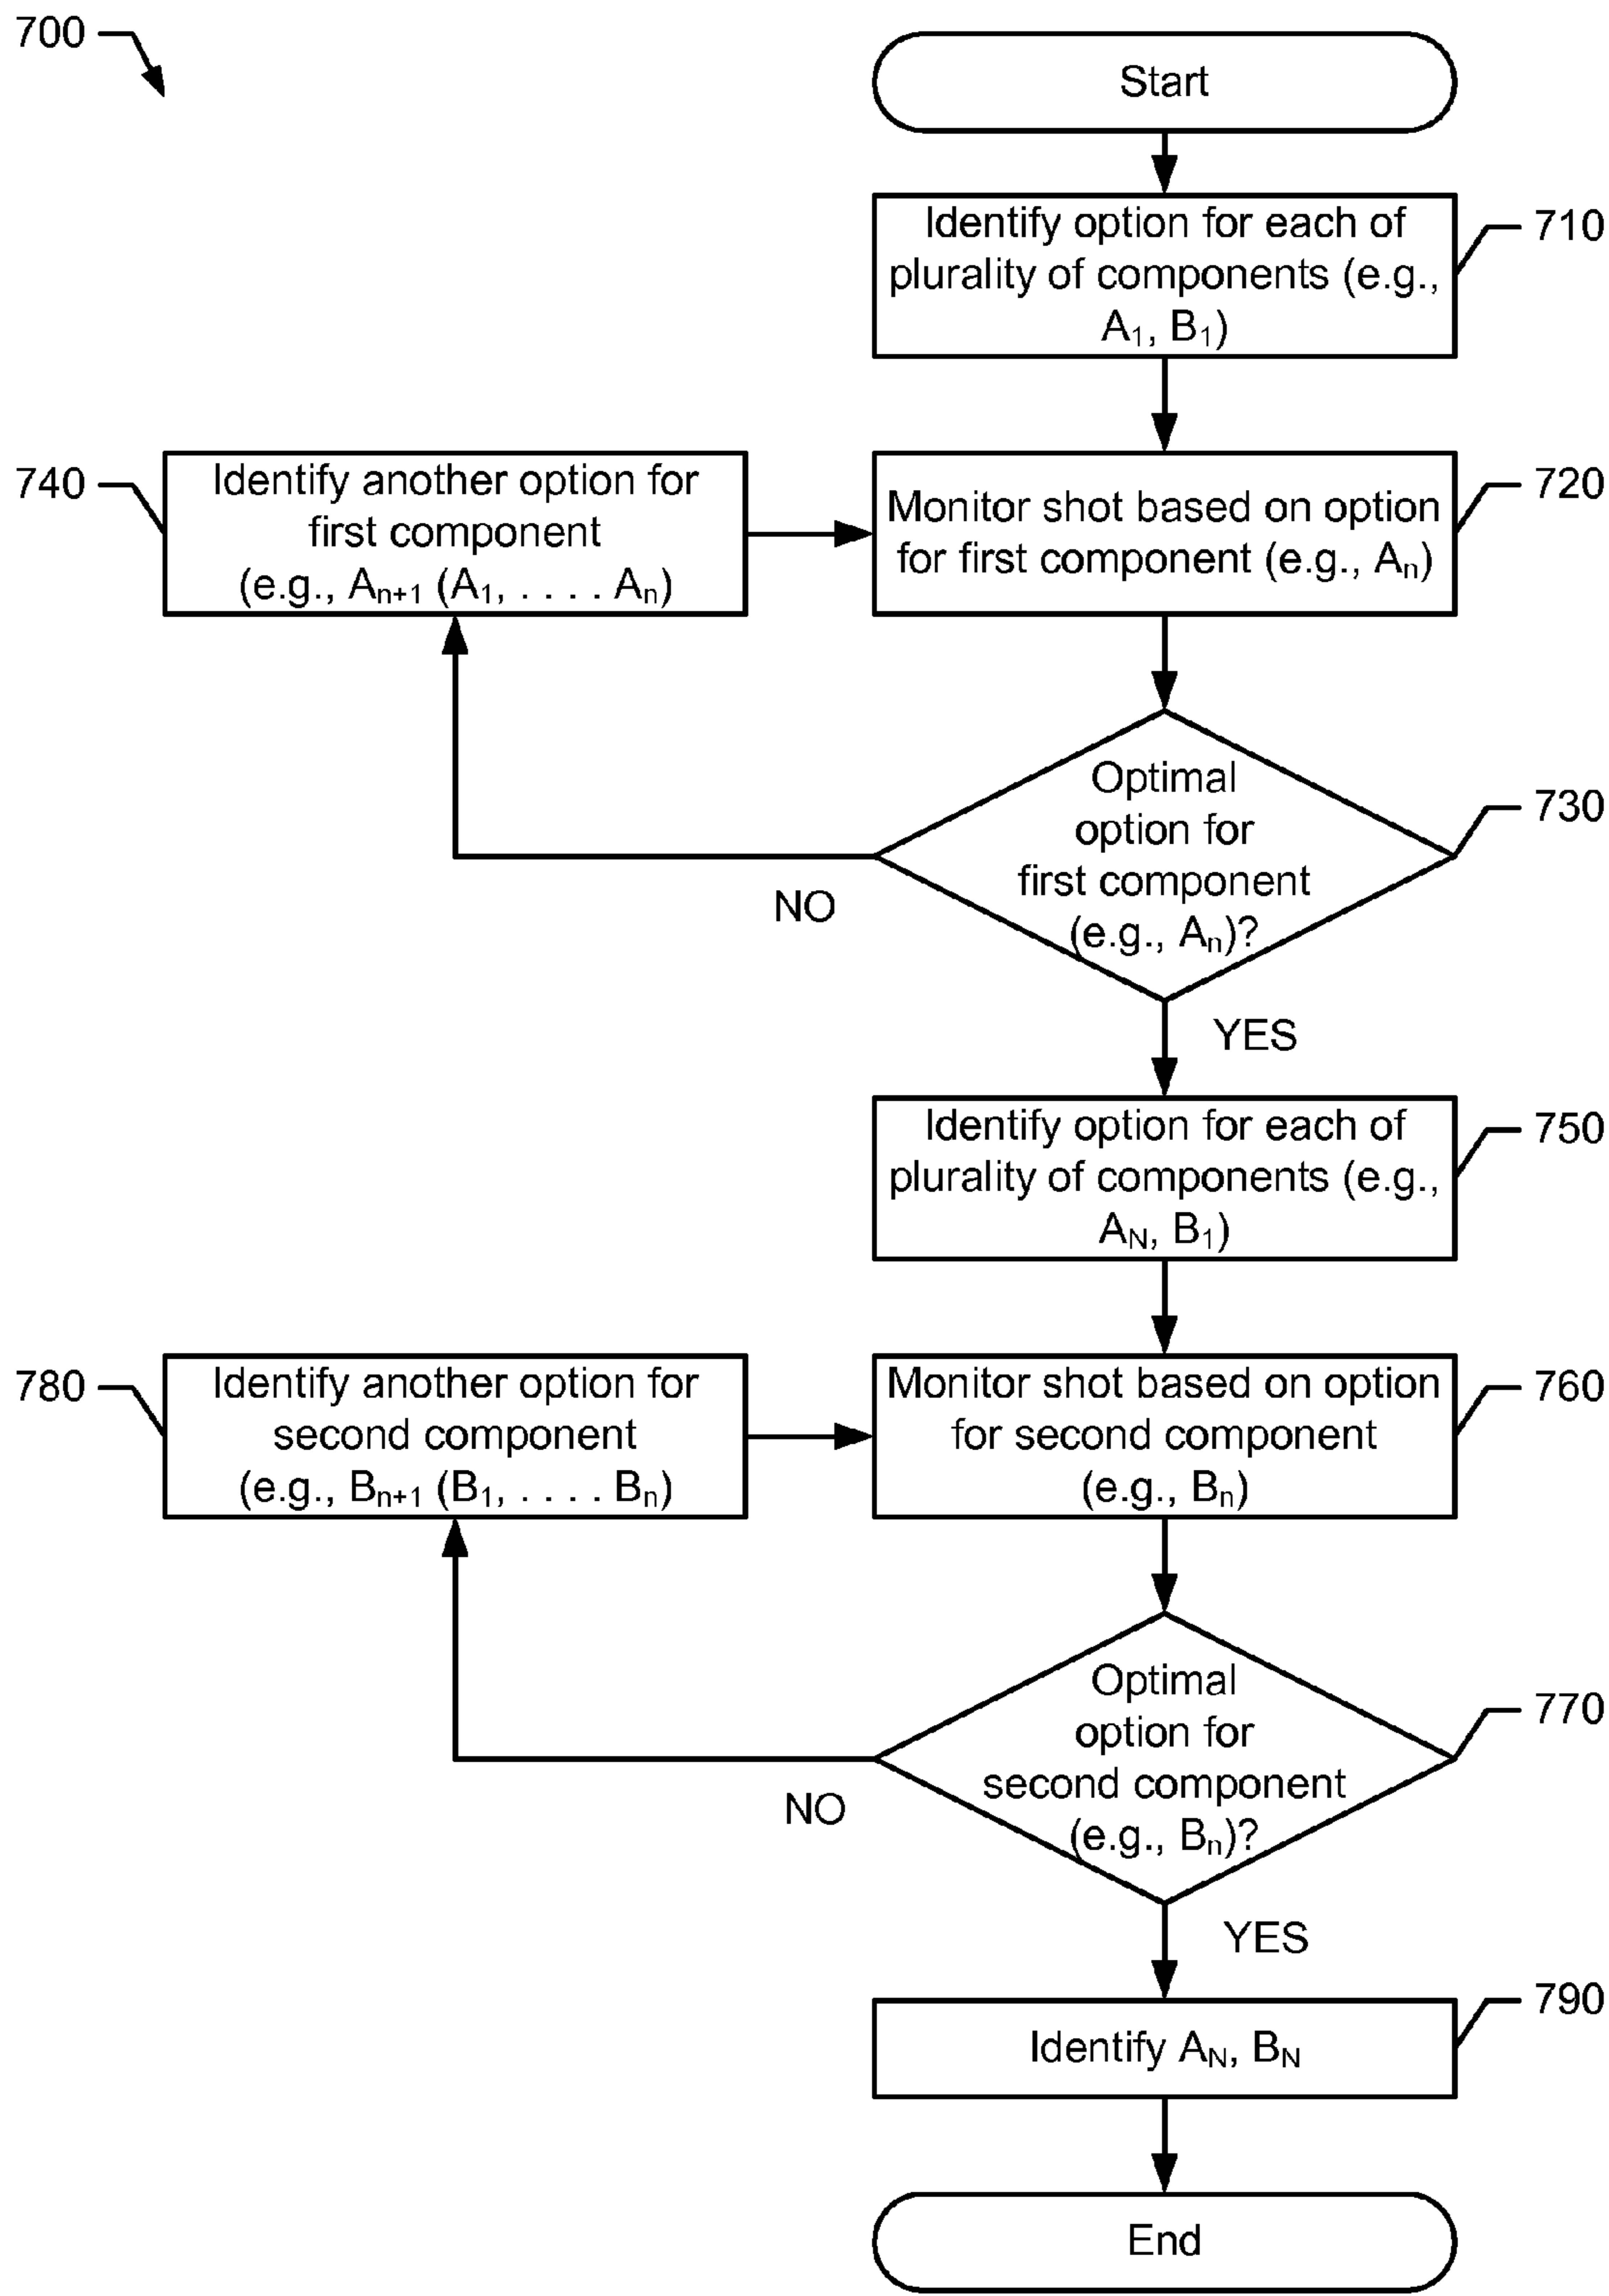 700
Start
Identify option for each of
plurality of components (e.g.,
A₁, B₁)
710
740
Identify another option for
first component
(e.g., Aₙ₊₁ (A₁, . . . . Aₙ)
Monitor shot based on option
for first component (e.g., Aₙ)
720
Optimal
option for
first component
(e.g., Aₙ)?
730
NO
YES
Identify option for each of
plurality of components (e.g.,
A_N, B₁)
750
780
Identify another option for
second component
(e.g., Bₙ₊₁ (B₁, . . . . Bₙ)
Monitor shot based on option
for second component
(e.g., Bₙ)
760
Optimal
option for
second component
(e.g., Bₙ)?
770
NO
YES
Identify A_N, B_N
790
End